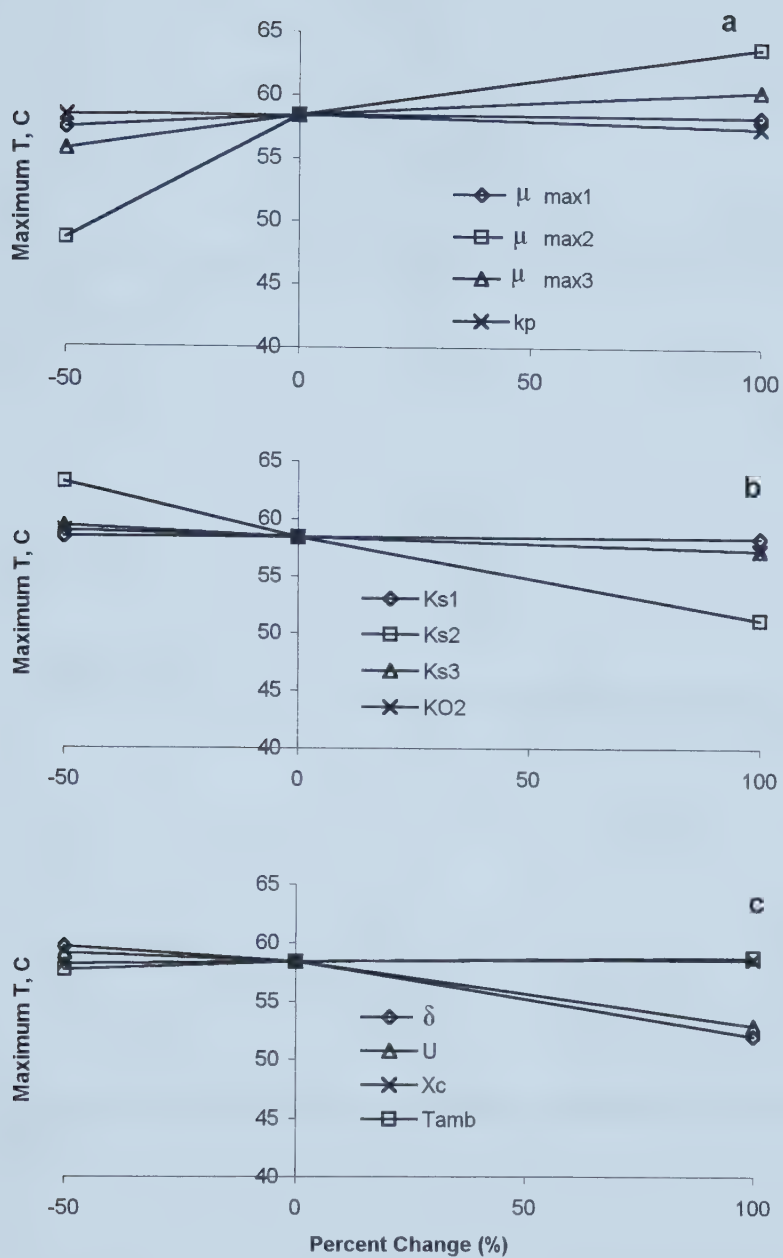 a
65
60
55
50
45
40
Maximum T, C
μ max1
μ max2
μ max3
kp
-50 0 50 100
b
65
60
55
50
45
40
Maximum T, C
Ks1
Ks2
Ks3
KO2
-50 0 50 100
c
65
60
55
50
45
40
Maximum T, C
δ
U
Xc
Tamb
-50 0 50 100
Percent Change (%)